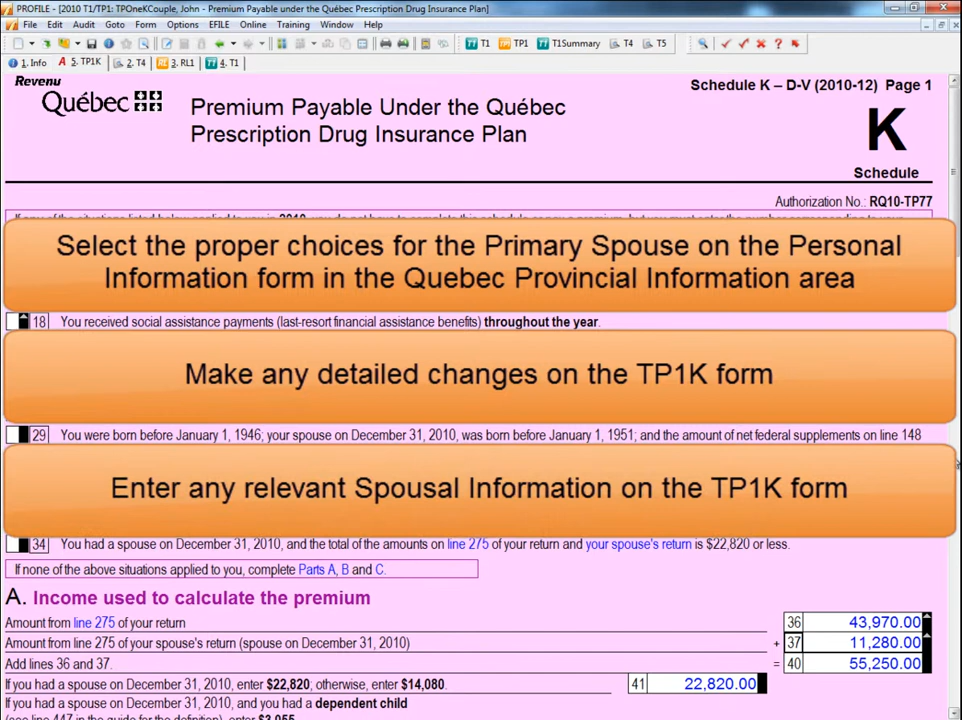 PROFILE - [2010 T1/TP1: TPOneKCouple, John - Premium Payable under the Québec Prescription Drug Insurance Plan]
File Edit Audit Goto Form Options EFILE Online Training Window Help
T1 TP1 T1Summary T4 T5
1. Info A 5. TP1K 2. T4 3. RL1 4. T1
Revenu
Québec
Premium Payable Under the Québec
Prescription Drug Insurance Plan
Schedule K – D-V (2010-12) Page 1
K
Schedule
Authorization No.: RQ10-TP77
Select the proper choices for the Primary Spouse on the Personal
Information form in the Quebec Provincial Information area
18 You received social assistance payments (last-resort financial assistance benefits) throughout the year.
Make any detailed changes on the TP1K form
29 You were born before January 1, 1946; your spouse on December 31, 2010, was born before January 1, 1951; and the amount of net federal supplements on line 148
Enter any relevant Spousal Information on the TP1K form
34 You had a spouse on December 31, 2010, and the total of the amounts on line 275 of your return and your spouse's return is $22,820 or less.
If none of the above situations applied to you, complete Parts A, B and C.
A. Income used to calculate the premium
Amount from line 275 of your return 36 43,970.00
Amount from line 275 of your spouse's return (spouse on December 31, 2010) + 37 11,280.00
Add lines 36 and 37. = 40 55,250.00
If you had a spouse on December 31, 2010, enter $22,820; otherwise, enter $14,080. 41 22,820.00
If you had a spouse on December 31, 2010, and you had a dependent child
(see line 447 in the guide for the definition), enter $3,055